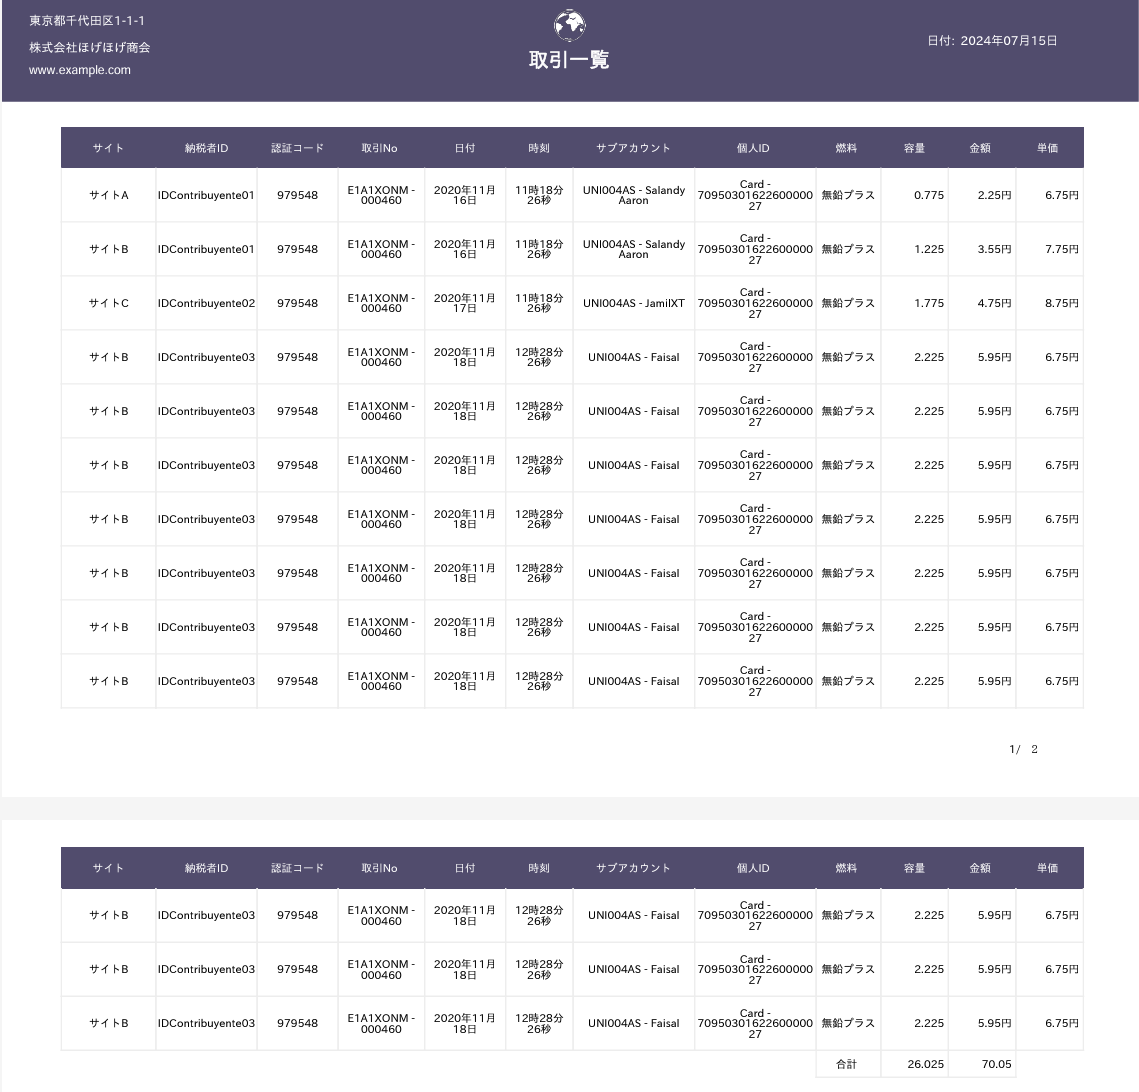 東京都千代田区1-1-1
株式会社ほげほげ商会
www.example.com
取引一覧
日付: 2024年07月15日
サイト 納税者ID 認証コード 取引No 日付 時刻 サブアカウント 個人ID 燃料 容量 金額 単価
サイトA IDContribuyente01 979548 E1A1XONM - 000460 2020年11月16日 11時18分26秒 UNI004AS - Salandy Aaron Card - 7095030162260000027 無鉛プラス 0.775 2.25円 6.75円
サイトB IDContribuyente01 979548 E1A1XONM - 000460 2020年11月16日 11時18分26秒 UNI004AS - Salandy Aaron Card - 7095030162260000027 無鉛プラス 1.225 3.55円 7.75円
サイトC IDContribuyente02 979548 E1A1XONM - 000460 2020年11月17日 11時18分26秒 UNI004AS - JamilXT Card - 7095030162260000027 無鉛プラス 1.775 4.75円 8.75円
サイトB IDContribuyente03 979548 E1A1XONM - 000460 2020年11月18日 12時28分26秒 UNI004AS - Faisal Card - 7095030162260000027 無鉛プラス 2.225 5.95円 6.75円
サイトB IDContribuyente03 979548 E1A1XONM - 000460 2020年11月18日 12時28分26秒 UNI004AS - Faisal Card - 7095030162260000027 無鉛プラス 2.225 5.95円 6.75円
サイトB IDContribuyente03 979548 E1A1XONM - 000460 2020年11月18日 12時28分26秒 UNI004AS - Faisal Card - 7095030162260000027 無鉛プラス 2.225 5.95円 6.75円
サイトB IDContribuyente03 979548 E1A1XONM - 000460 2020年11月18日 12時28分26秒 UNI004AS - Faisal Card - 7095030162260000027 無鉛プラス 2.225 5.95円 6.75円
サイトB IDContribuyente03 979548 E1A1XONM - 000460 2020年11月18日 12時28分26秒 UNI004AS - Faisal Card - 7095030162260000027 無鉛プラス 2.225 5.95円 6.75円
サイトB IDContribuyente03 979548 E1A1XONM - 000460 2020年11月18日 12時28分26秒 UNI004AS - Faisal Card - 7095030162260000027 無鉛プラス 2.225 5.95円 6.75円
サイトB IDContribuyente03 979548 E1A1XONM - 000460 2020年11月18日 12時28分26秒 UNI004AS - Faisal Card - 7095030162260000027 無鉛プラス 2.225 5.95円 6.75円
1/ 2
サイト 納税者ID 認証コード 取引No 日付 時刻 サブアカウント 個人ID 燃料 容量 金額 単価
サイトB IDContribuyente03 979548 E1A1XONM - 000460 2020年11月18日 12時28分26秒 UNI004AS - Faisal Card - 7095030162260000027 無鉛プラス 2.225 5.95円 6.75円
サイトB IDContribuyente03 979548 E1A1XONM - 000460 2020年11月18日 12時28分26秒 UNI004AS - Faisal Card - 7095030162260000027 無鉛プラス 2.225 5.95円 6.75円
サイトB IDContribuyente03 979548 E1A1XONM - 000460 2020年11月18日 12時28分26秒 UNI004AS - Faisal Card - 7095030162260000027 無鉛プラス 2.225 5.95円 6.75円
合計 26.025 70.05